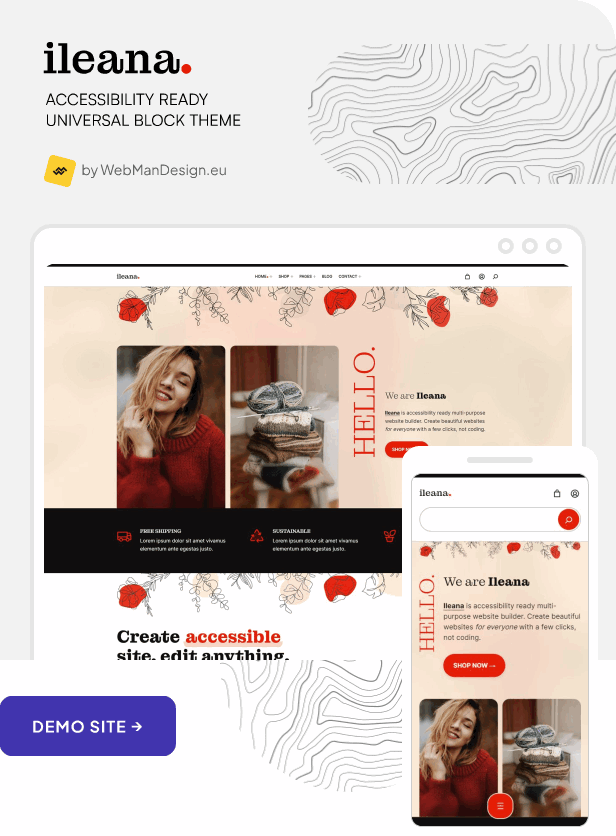 ileana.
ACCESSIBILITY READY
UNIVERSAL BLOCK THEME
by WebManDesign.eu
ileana.
HOME
SHOP
PAGES
BLOG
CONTACT
HELLO.
We are Ileana
Ileana is accessibility ready multi-purpose
website builder. Create beautiful websites
for everyone with a few clicks, not coding.
SHOP
FREE SHIPPING
Lorem ipsum dolor sit amet vivamus
elementum ante egestas justo.
SUSTAINABLE
Lorem ipsum dolor sit amet vivamus
elementum ante egestas justo.
Create accessible
site, edit anything.
ileana.
HELLO.
We are Ileana
Ileana is accessibility ready multi-
purpose website builder. Create beautiful
websites for everyone with a few clicks,
not coding.
SHOP NOW →
DEMO SITE →